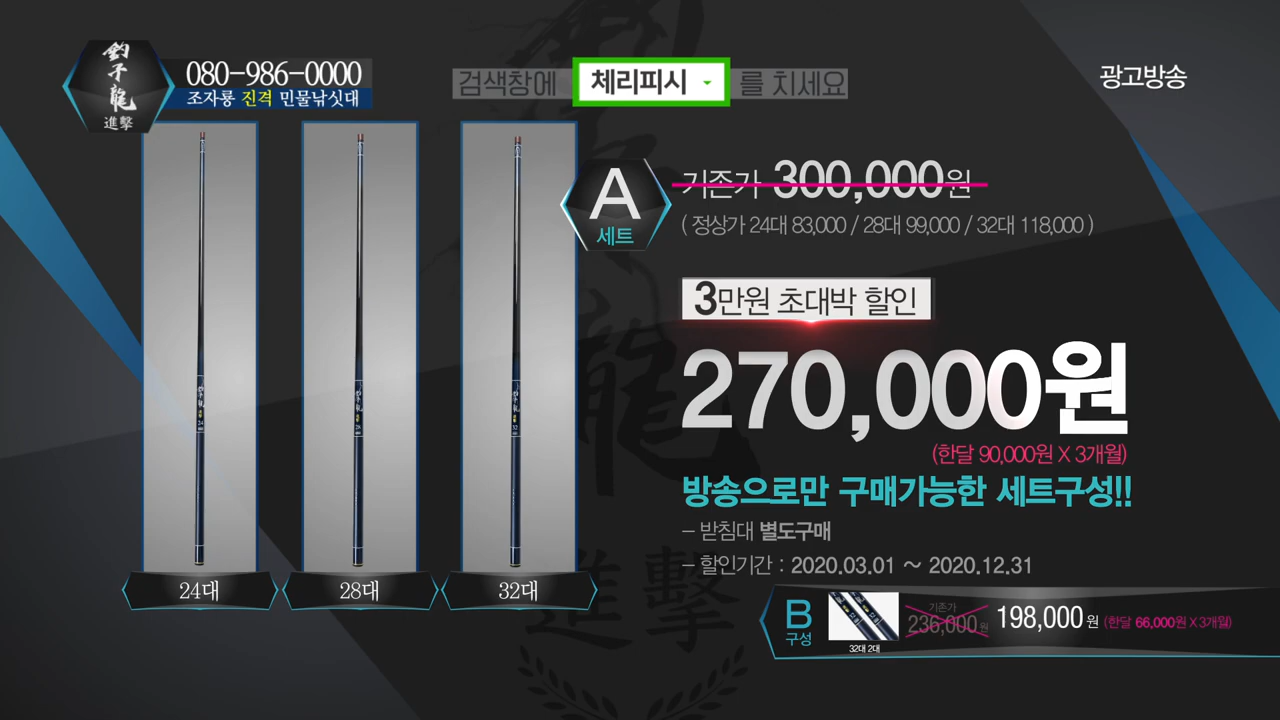 釣子龍
進擊
080-986-0000
조자룡 진격 민물낚싯대
검색창에 체리피시 를 치세요
광고방송
A
세트
기존가 300,000원
( 정상가 24대 83,000 / 28대 99,000 / 32대 118,000 )
3만원 초대박 할인
270,000원
(한달 90,000원 X 3개월)
방송으로만 구매가능한 세트구성!!
- 받침대 별도구매
- 할인기간 : 2020.03.01 ~ 2020.12.31
24대
28대
32대
B
구성
32대 2대
기존가
236,000원
198,000원 (한달 66,000원 X 3개월)
龍
進擊